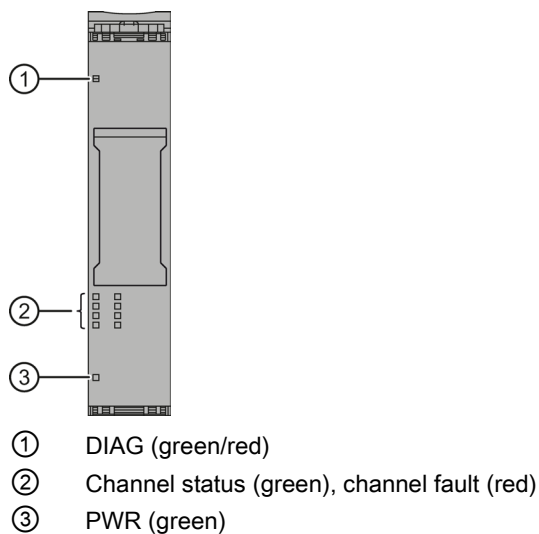 ①
②
③
① DIAG (green/red)
② Channel status (green), channel fault (red)
③ PWR (green)